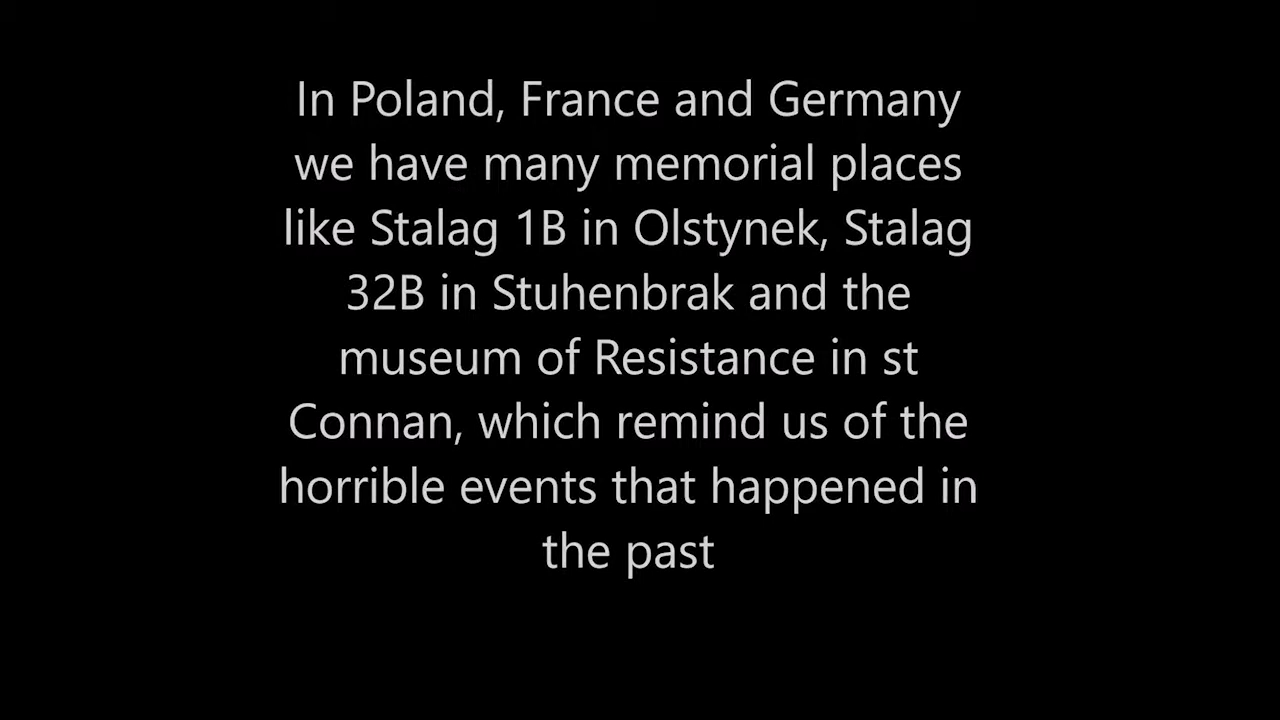 In Poland, France and Germany
we have many memorial places
like Stalag 1B in Olstynek, Stalag
32B in Stuhenbrak and the
museum of Resistance in st
Connan, which remind us of the
horrible events that happened in
the past